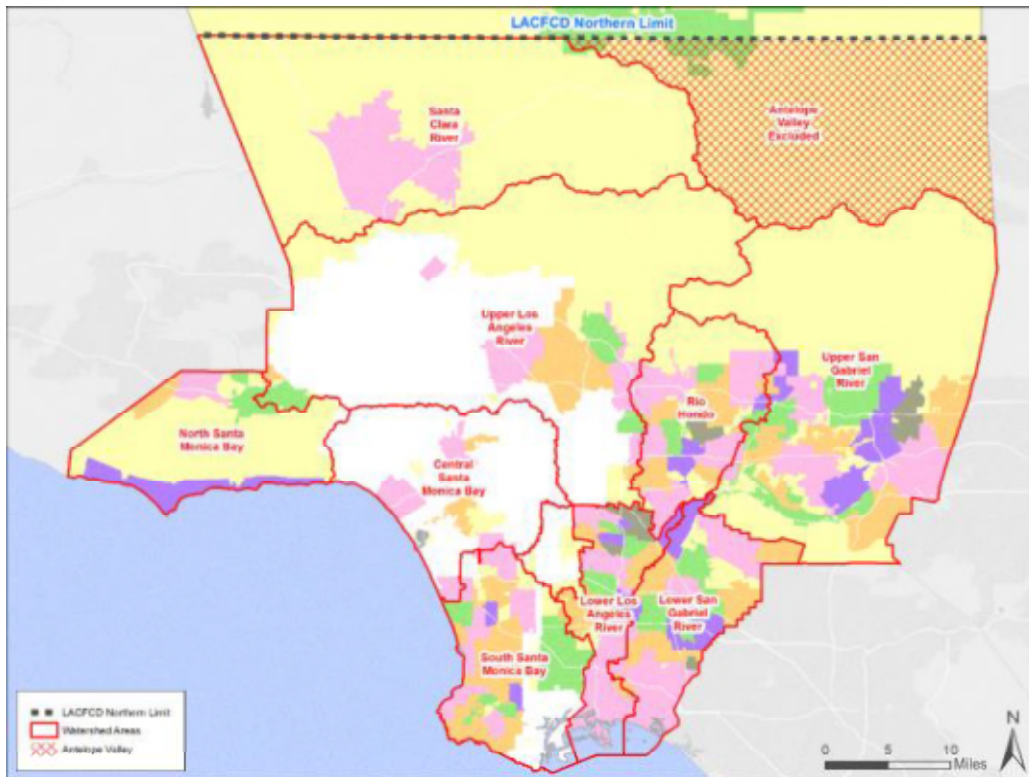 LACFCD Northern Limit
Santa
Clara
River
Antelope
Valley
Excluded
Upper Los
Angeles
River
Upper San
Gabriel
River
Rio
Hondo
North Santa
Monica Bay
Central
Santa
Monica Bay
Lower Los
Angeles
River
Lower San
Gabriel
River
South Santa
Monica Bay
LACFCD Northern Limit
Watershed Areas
Antelope Valley
N
0 5 10
Miles